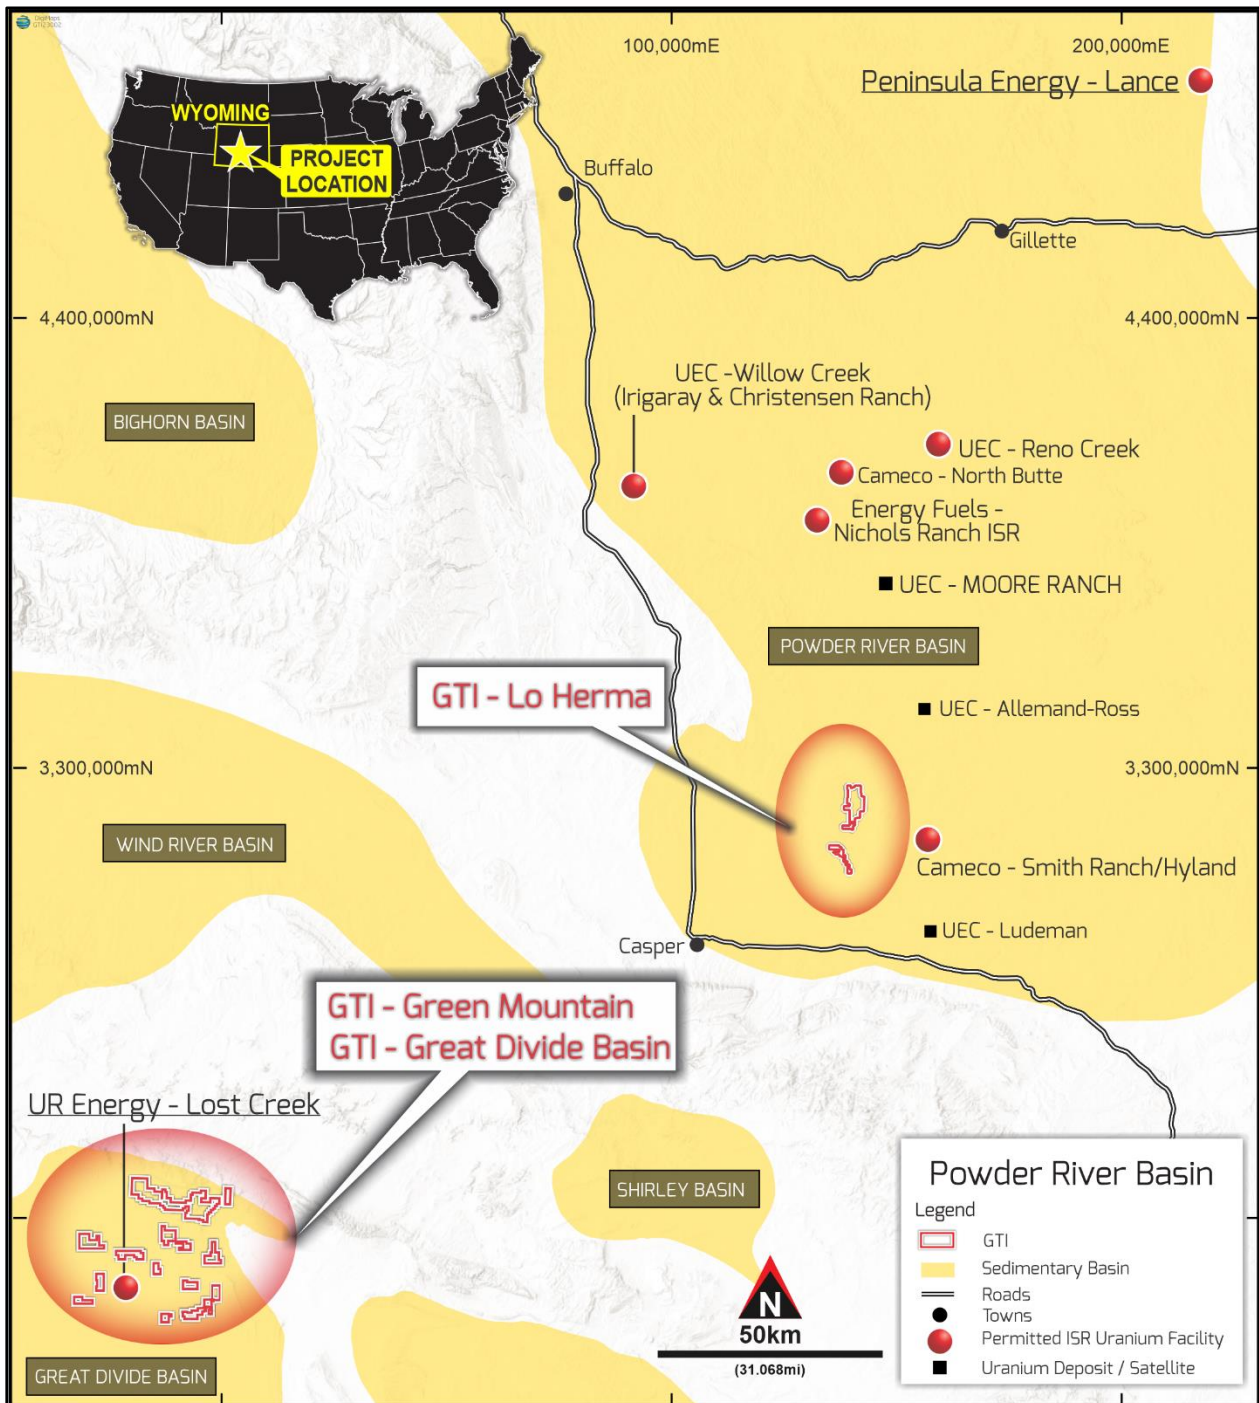 DigiMaps
100,000mE
200,000mE
Peninsula Energy - Lance
WYOMING
PROJECT
LOCATION
Buffalo
Gillette
4,400,000mN
4,400,000mN
UEC -Willow Creek
(Irigaray & Christensen Ranch)
BIGHORN BASIN
UEC - Reno Creek
Cameco - North Butte
Energy Fuels -
Nichols Ranch ISR
UEC - MOORE RANCH
POWDER RIVER BASIN
GTI - Lo Herma
UEC - Allemand-Ross
3,300,000mN
3,300,000mN
WIND RIVER BASIN
Cameco - Smith Ranch/Hyland
UEC - Ludeman
Casper
GTI - Green Mountain
GTI - Great Divide Basin
UR Energy - Lost Creek
SHIRLEY BASIN
GREAT DIVIDE BASIN
N
50km
(31.068mi)
Powder River Basin
Legend
GTI
Sedimentary Basin
Roads
Towns
Permitted ISR Uranium Facility
Uranium Deposit / Satellite